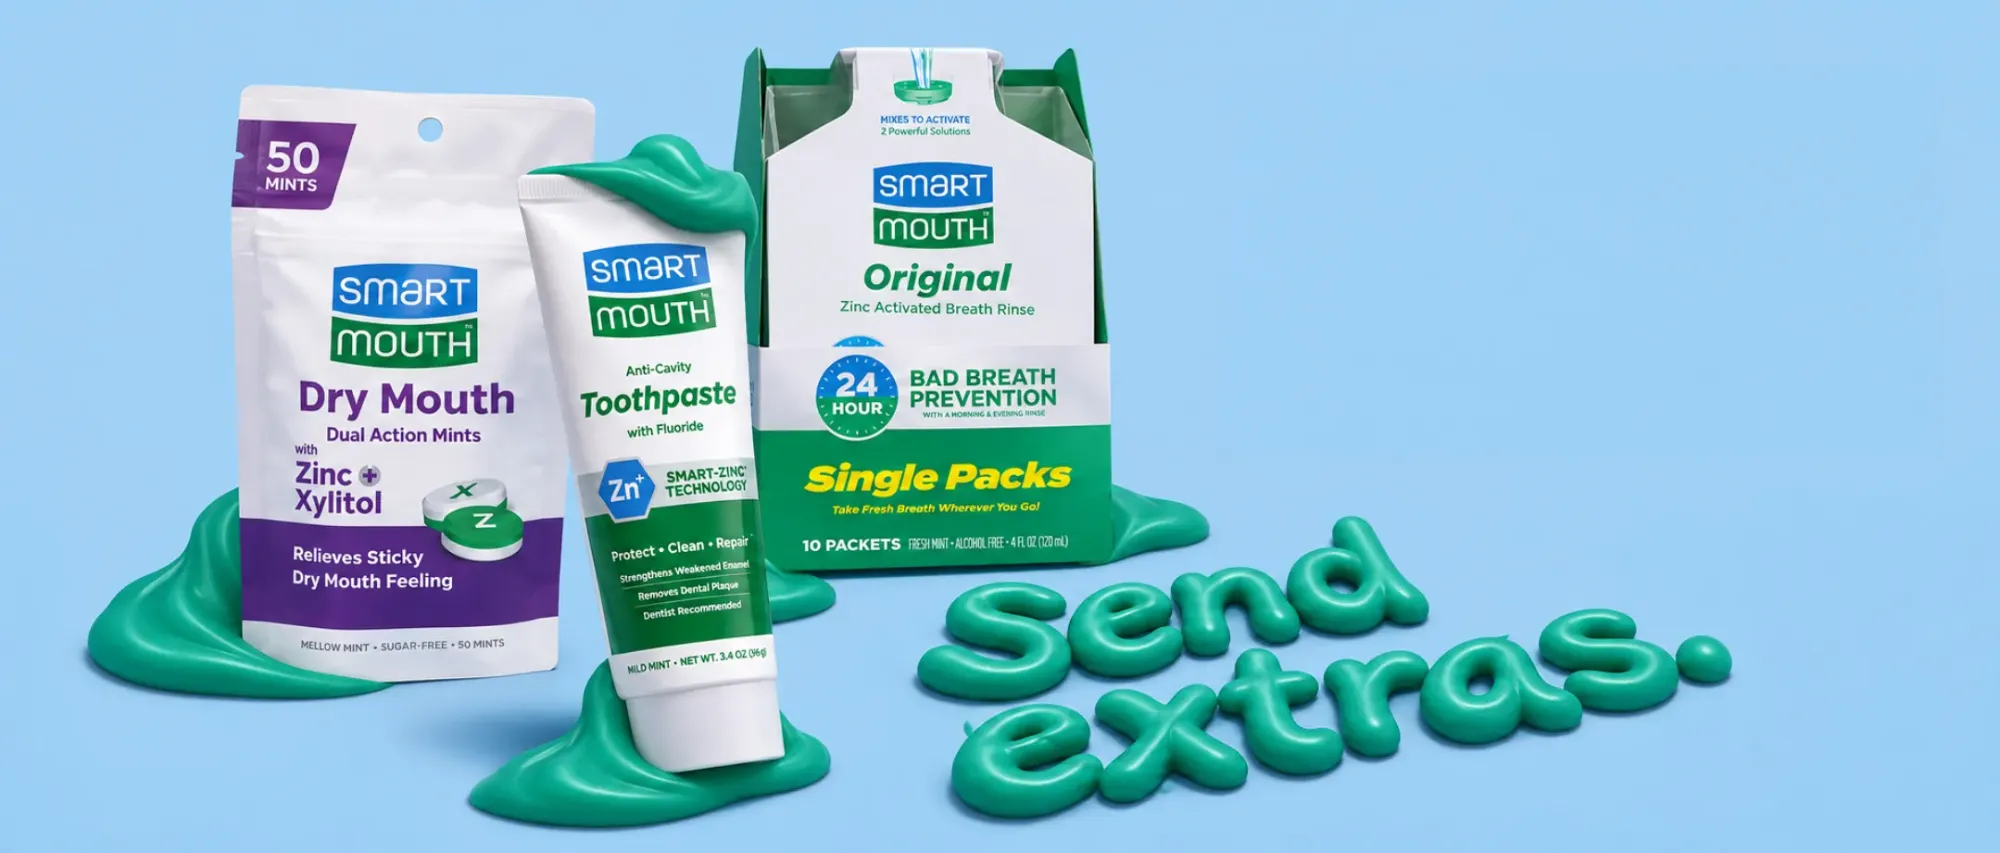 50
MINTS
SMART
MOUTH™
Dry Mouth
Dual Action Mints
with
Zinc +
Xylitol
X
Z
Relieves Sticky
Dry Mouth Feeling
MELLOW MINT • SUGAR-FREE • 50 MINTS
SMART
MOUTH™
Anti-Cavity
Toothpaste
with Fluoride
Zn+
SMART-ZINC™
TECHNOLOGY
Protect • Clean • Repair
Strengthens Weakened Enamel
Removes Dental Plaque
Dentist Recommended
MILD MINT • NET WT. 3.4 OZ (96g)
MIXES TO ACTIVATE
2 Powerful Solutions
SMART
MOUTH™
Original
Zinc Activated Breath Rinse
24
HOUR
BAD BREATH
PREVENTION
WITH A MORNING & EVENING RINSE
Single Packs
Take Fresh Breath Wherever You Go!
10 PACKETS FRESH MINT • ALCOHOL FREE • 4 FL OZ (120 mL)
Send
extras.